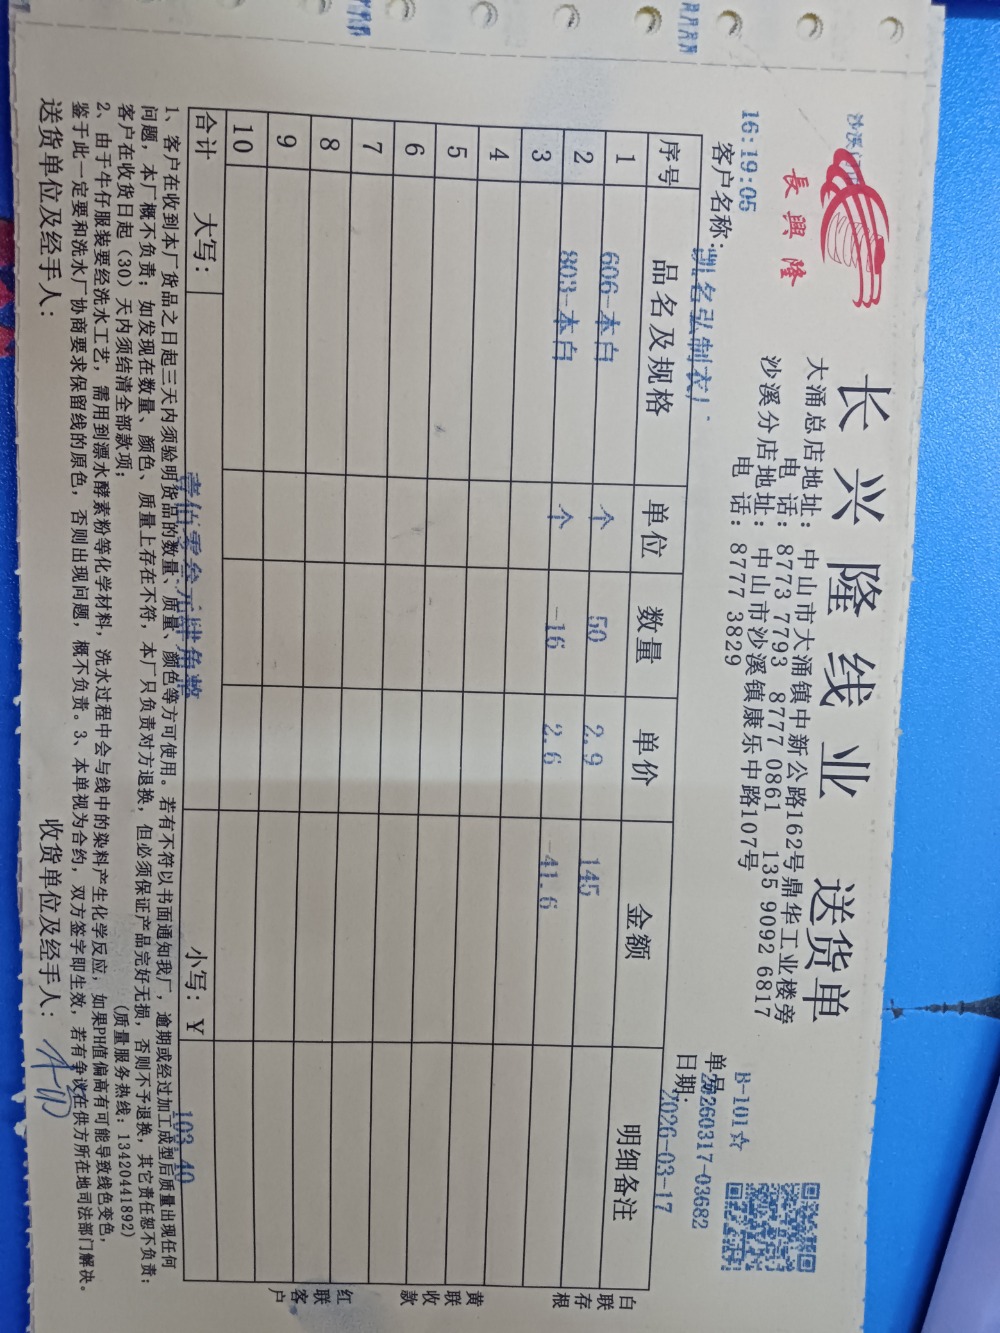 長興隆
长兴隆线业 送货单
大涌总店地址：中山市大涌镇中新公路162号鼎华工业楼旁
电 话：8773 7793 8777 0861 135 9092 6817
沙溪分店地址：中山市沙溪镇康乐中路107号
电 话：8777 3829
B-101☆
16:19:05
单号:20260317-03682
客户名称:凯名弘制衣厂
日期:2026-03-17
序号 品名及规格 单位 数量 单价 金额 明细备注
1 606-本白 个 50 2.9 145
2 803-本白 个 -16 2.6 -41.6
3
4
5
6
7
8
9
10
合计 大写：壹佰零叁元肆角整 小写：¥ 103.40
白联存根
黄联收款
红联客户
1、客户在收到本厂货品之日起三天内须验明货品的数量、质量、颜色等方可使用。若有不符以书面通知我厂，逾期或经过加工成型后质量出现任何
问题，本厂概不负责；如发现在数量、颜色、质量上存在不符，本厂只负责对方退换，但必须保证产品完好无损，否则不予退换，其它责任恕不负责；
客户在收货日起（30）天内须结清全部款项； (质量服务热线：13420441892)
2、由于牛仔服装要经洗水工艺，需用到漂水酵素粉等化学材料，洗水过程中会与线中的染料产生化学反应，如果PH值偏高有可能导致线色变色，
鉴于此一定要和洗水厂协商要求保留线的原色，否则出现问题，概不负责。3、本单视为合约，双方签字即生效，若有争议在供方所在地司法部门解决。
送货单位及经手人： 收货单位及经手人：